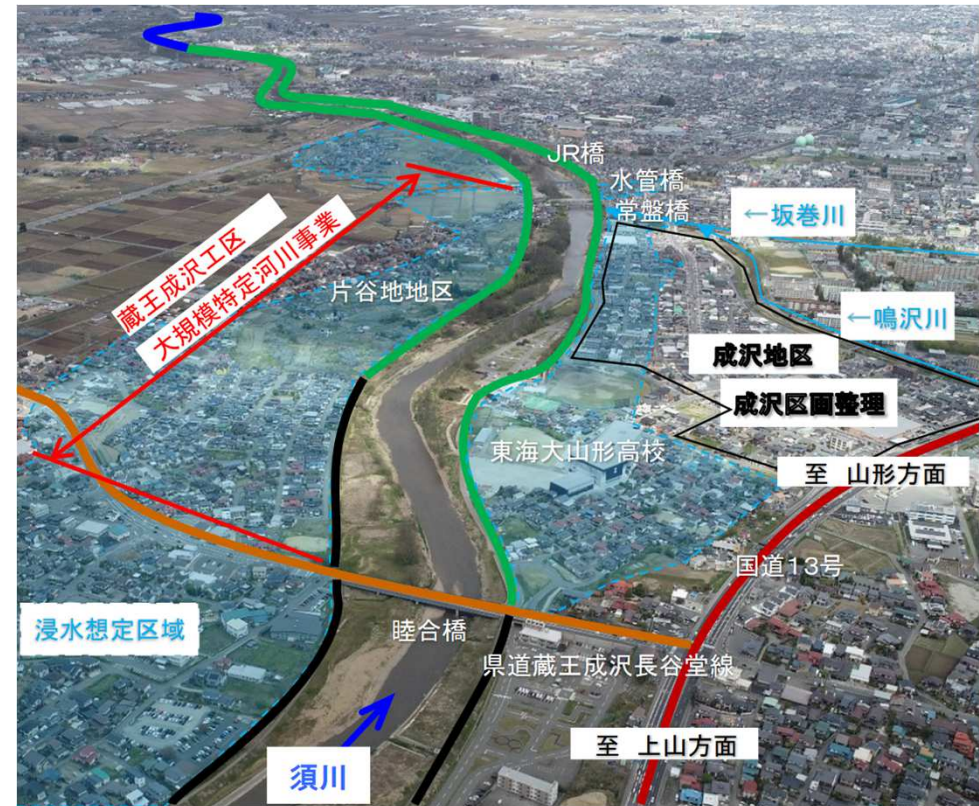 JR橋
水管橋
常盤橋
←坂巻川
蔵王成沢工区
大規模特定河川事業
片谷地地区
←鳴沢川
成沢地区
成沢区画整理
東海大山形高校
至 山形方面
国道13号
浸水想定区域
睦合橋
県道蔵王成沢長谷堂線
至 上山方面
須川